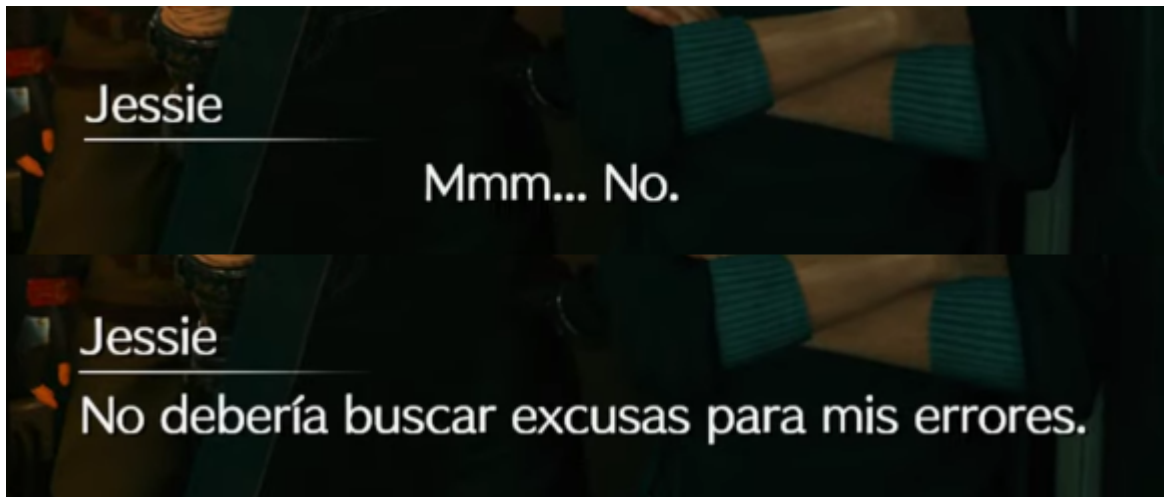 Jessie
Mmm... No.
Jessie
No debería buscar excusas para mis errores.